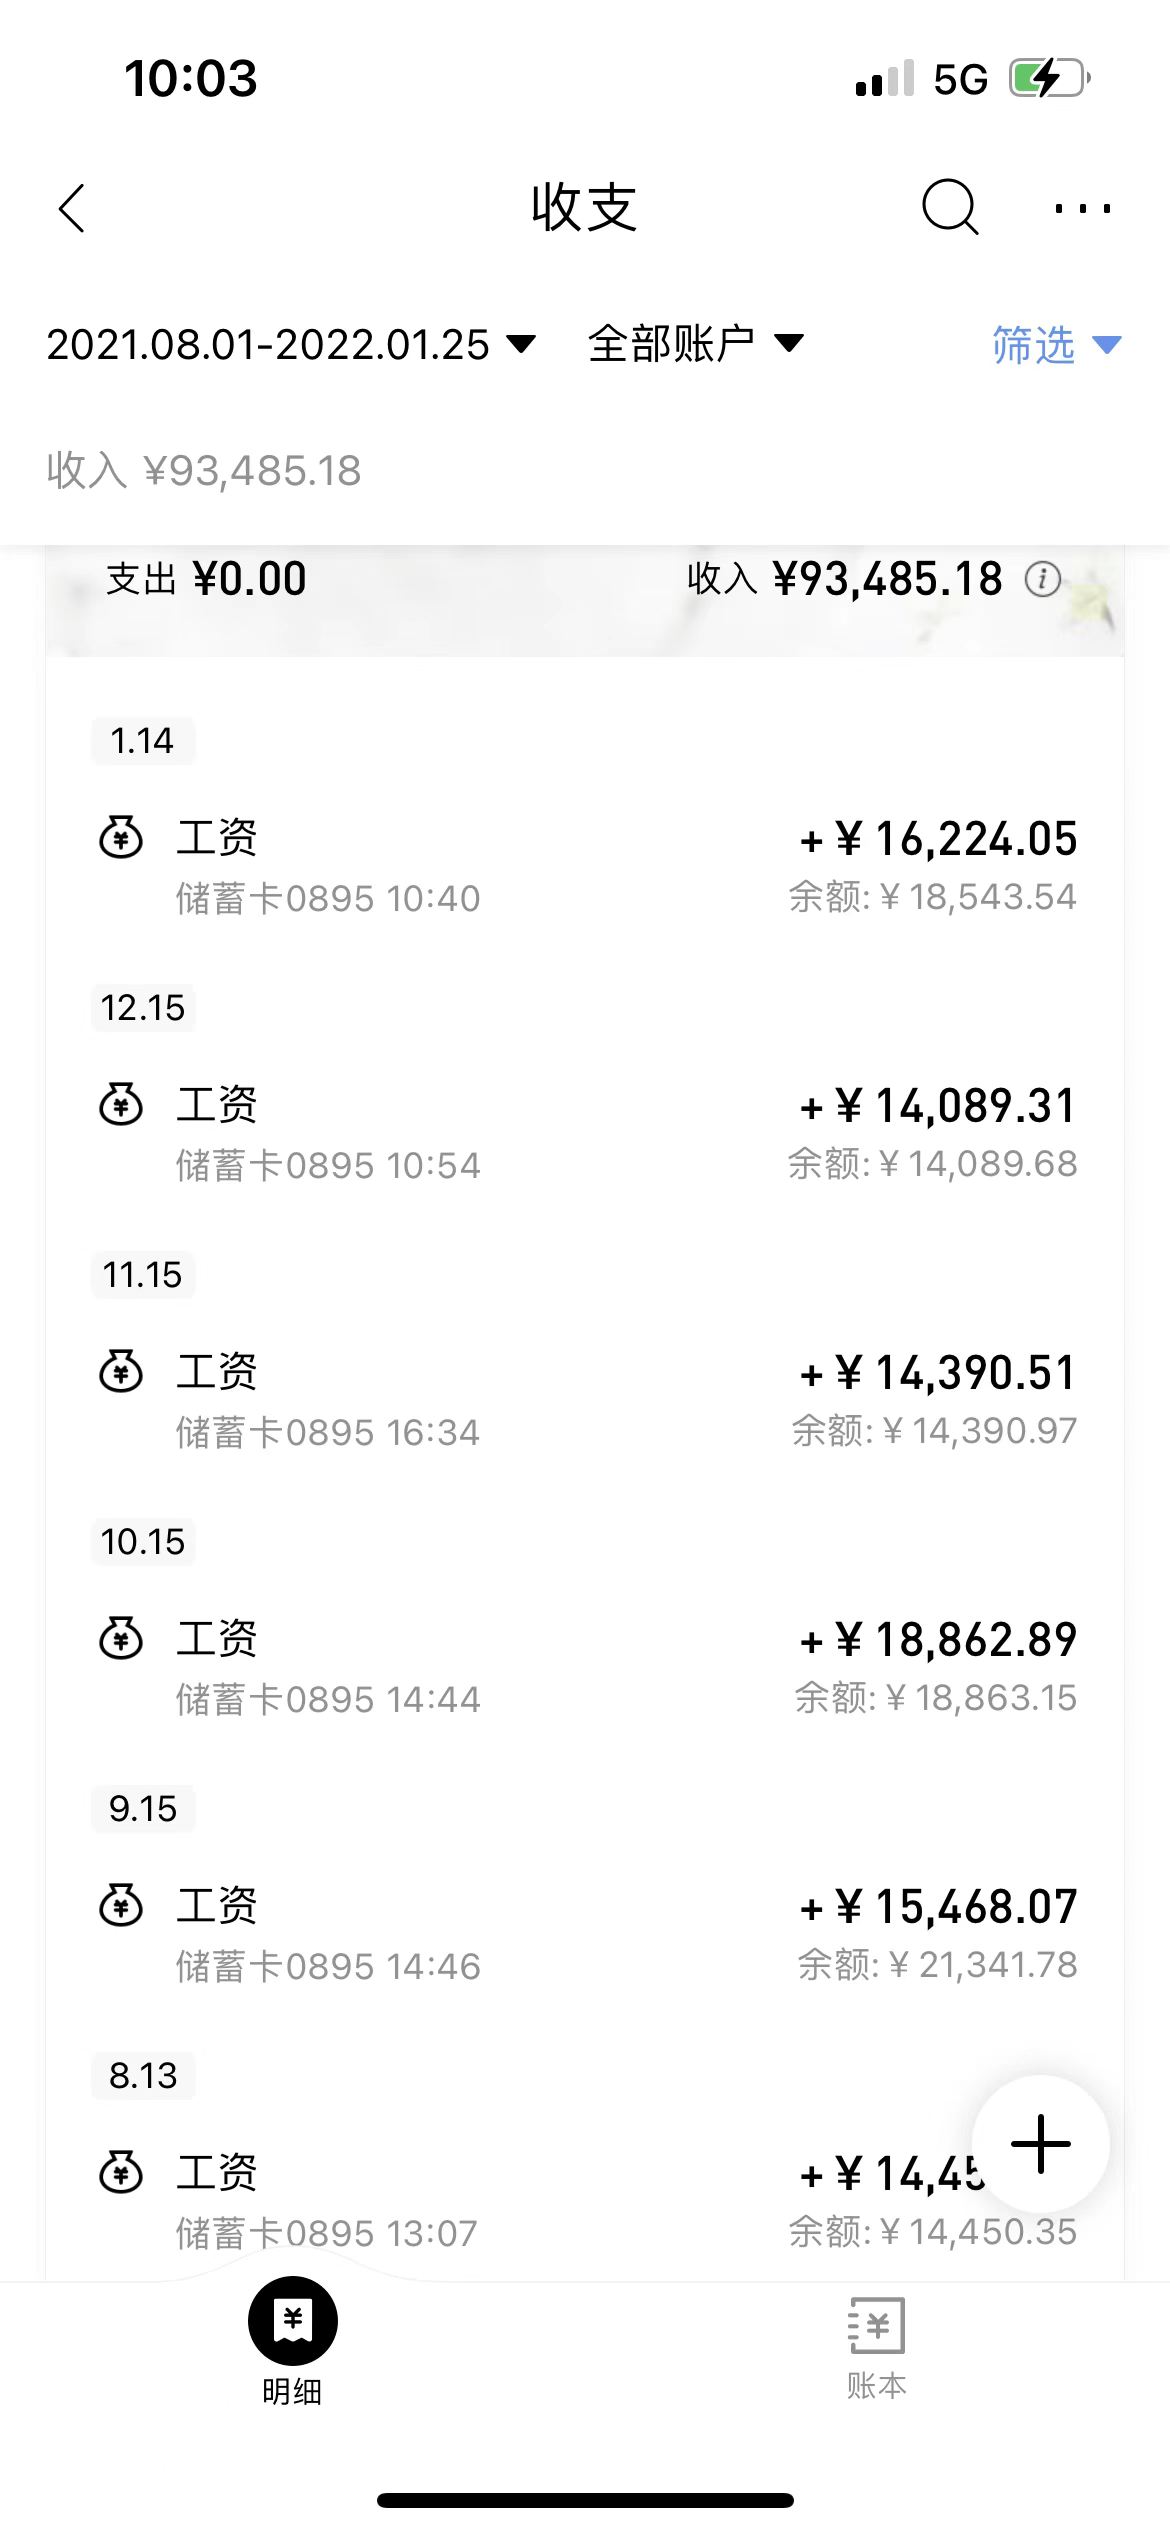 10:03 5G
收支
2021.08.01-2022.01.25 全部账户 筛选
收入 ¥93,485.18
支出 ¥0.00 收入 ¥93,485.18
1.14
工资 +¥16,224.05
储蓄卡0895 10:40 余额:¥18,543.54
12.15
工资 +¥14,089.31
储蓄卡0895 10:54 余额:¥14,089.68
11.15
工资 +¥14,390.51
储蓄卡0895 16:34 余额:¥14,390.97
10.15
工资 +¥18,862.89
储蓄卡0895 14:44 余额:¥18,863.15
9.15
工资 +¥15,468.07
储蓄卡0895 14:46 余额:¥21,341.78
8.13
工资 +¥14,45
储蓄卡0895 13:07 余额:¥14,450.35
明细 账本